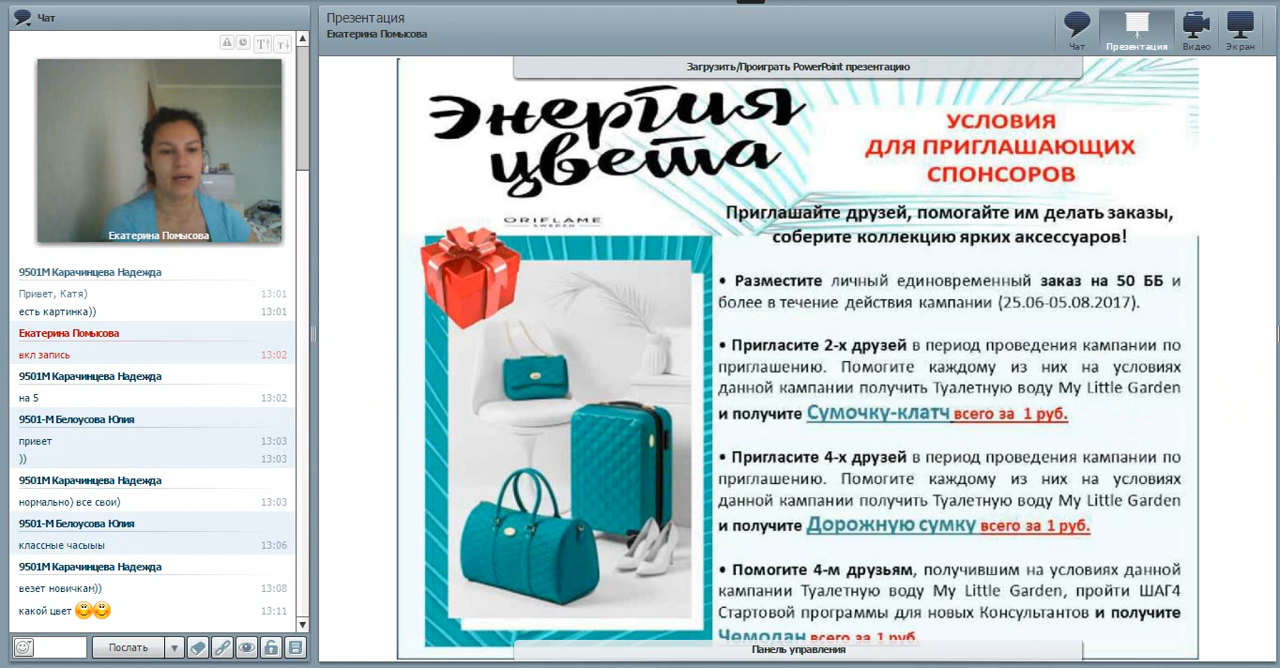 Чат
Екатерина Помысова
9501М Карачинцева Надежда
Привет, Катя) 13:01
есть картинка)) 13:01
Екатерина Помысова
вкл запись 13:02
9501М Карачинцева Надежда
на 5 13:02
9501-М Белоусова Юлия
привет 13:03
)) 13:03
9501М Карачинцева Надежда
нормально) все свои) 13:03
9501-М Белоусова Юлия
классные часыыы 13:06
9501М Карачинцева Надежда
везет новичкам)) 13:08
какой цвет 13:11
Послать
Презентация
Екатерина Помысова
Чат
Презентация
Видео
Экран
Загрузить/Проиграть PowerPoint презентацию
энергия
цвета
ORIFLAME
SWEDEN
УСЛОВИЯ
ДЛЯ ПРИГЛАШАЮЩИХ
СПОНСОРОВ
Приглашайте друзей, помогайте им делать заказы,
соберите коллекцию ярких аксессуаров!
• Разместите личный единовременный заказ на 50 ББ и
более в течение действия кампании (25.06-05.08.2017).
• Пригласите 2-х друзей в период проведения кампании по
приглашению. Помогите каждому из них на условиях
данной кампании получить Туалетную воду My Little Garden
и получите Сумочку-клатч всего за 1 руб.
• Пригласите 4-х друзей в период проведения кампании по
приглашению. Помогите каждому из них на условиях
данной кампании получить Туалетную воду My Little Garden
и получите Дорожную сумку всего за 1 руб.
• Помогите 4-м друзьям, получившим на условиях данной
кампании Туалетную воду My Little Garden, пройти ШАГ4
Стартовой программы для новых Консультантов и получите
Чемодан всего за 1 руб.
Панель управления